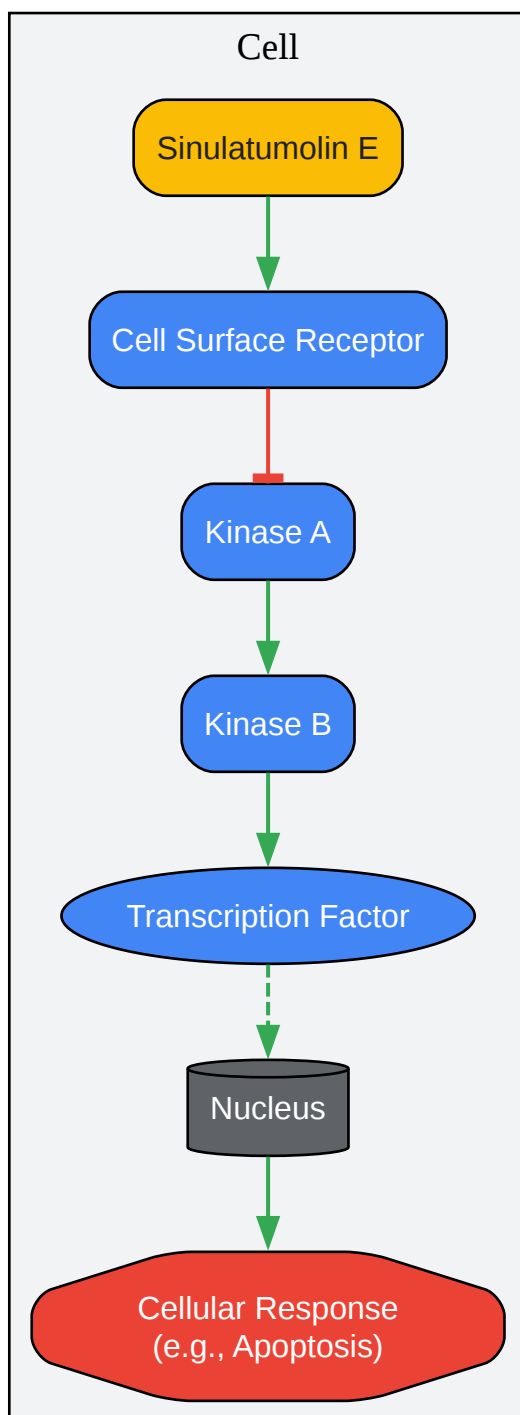 Cell
Sinulatumolin E
Cell Surface Receptor
Kinase A
Kinase B
Transcription Factor
Nucleus
Cellular Response
(e.g., Apoptosis)